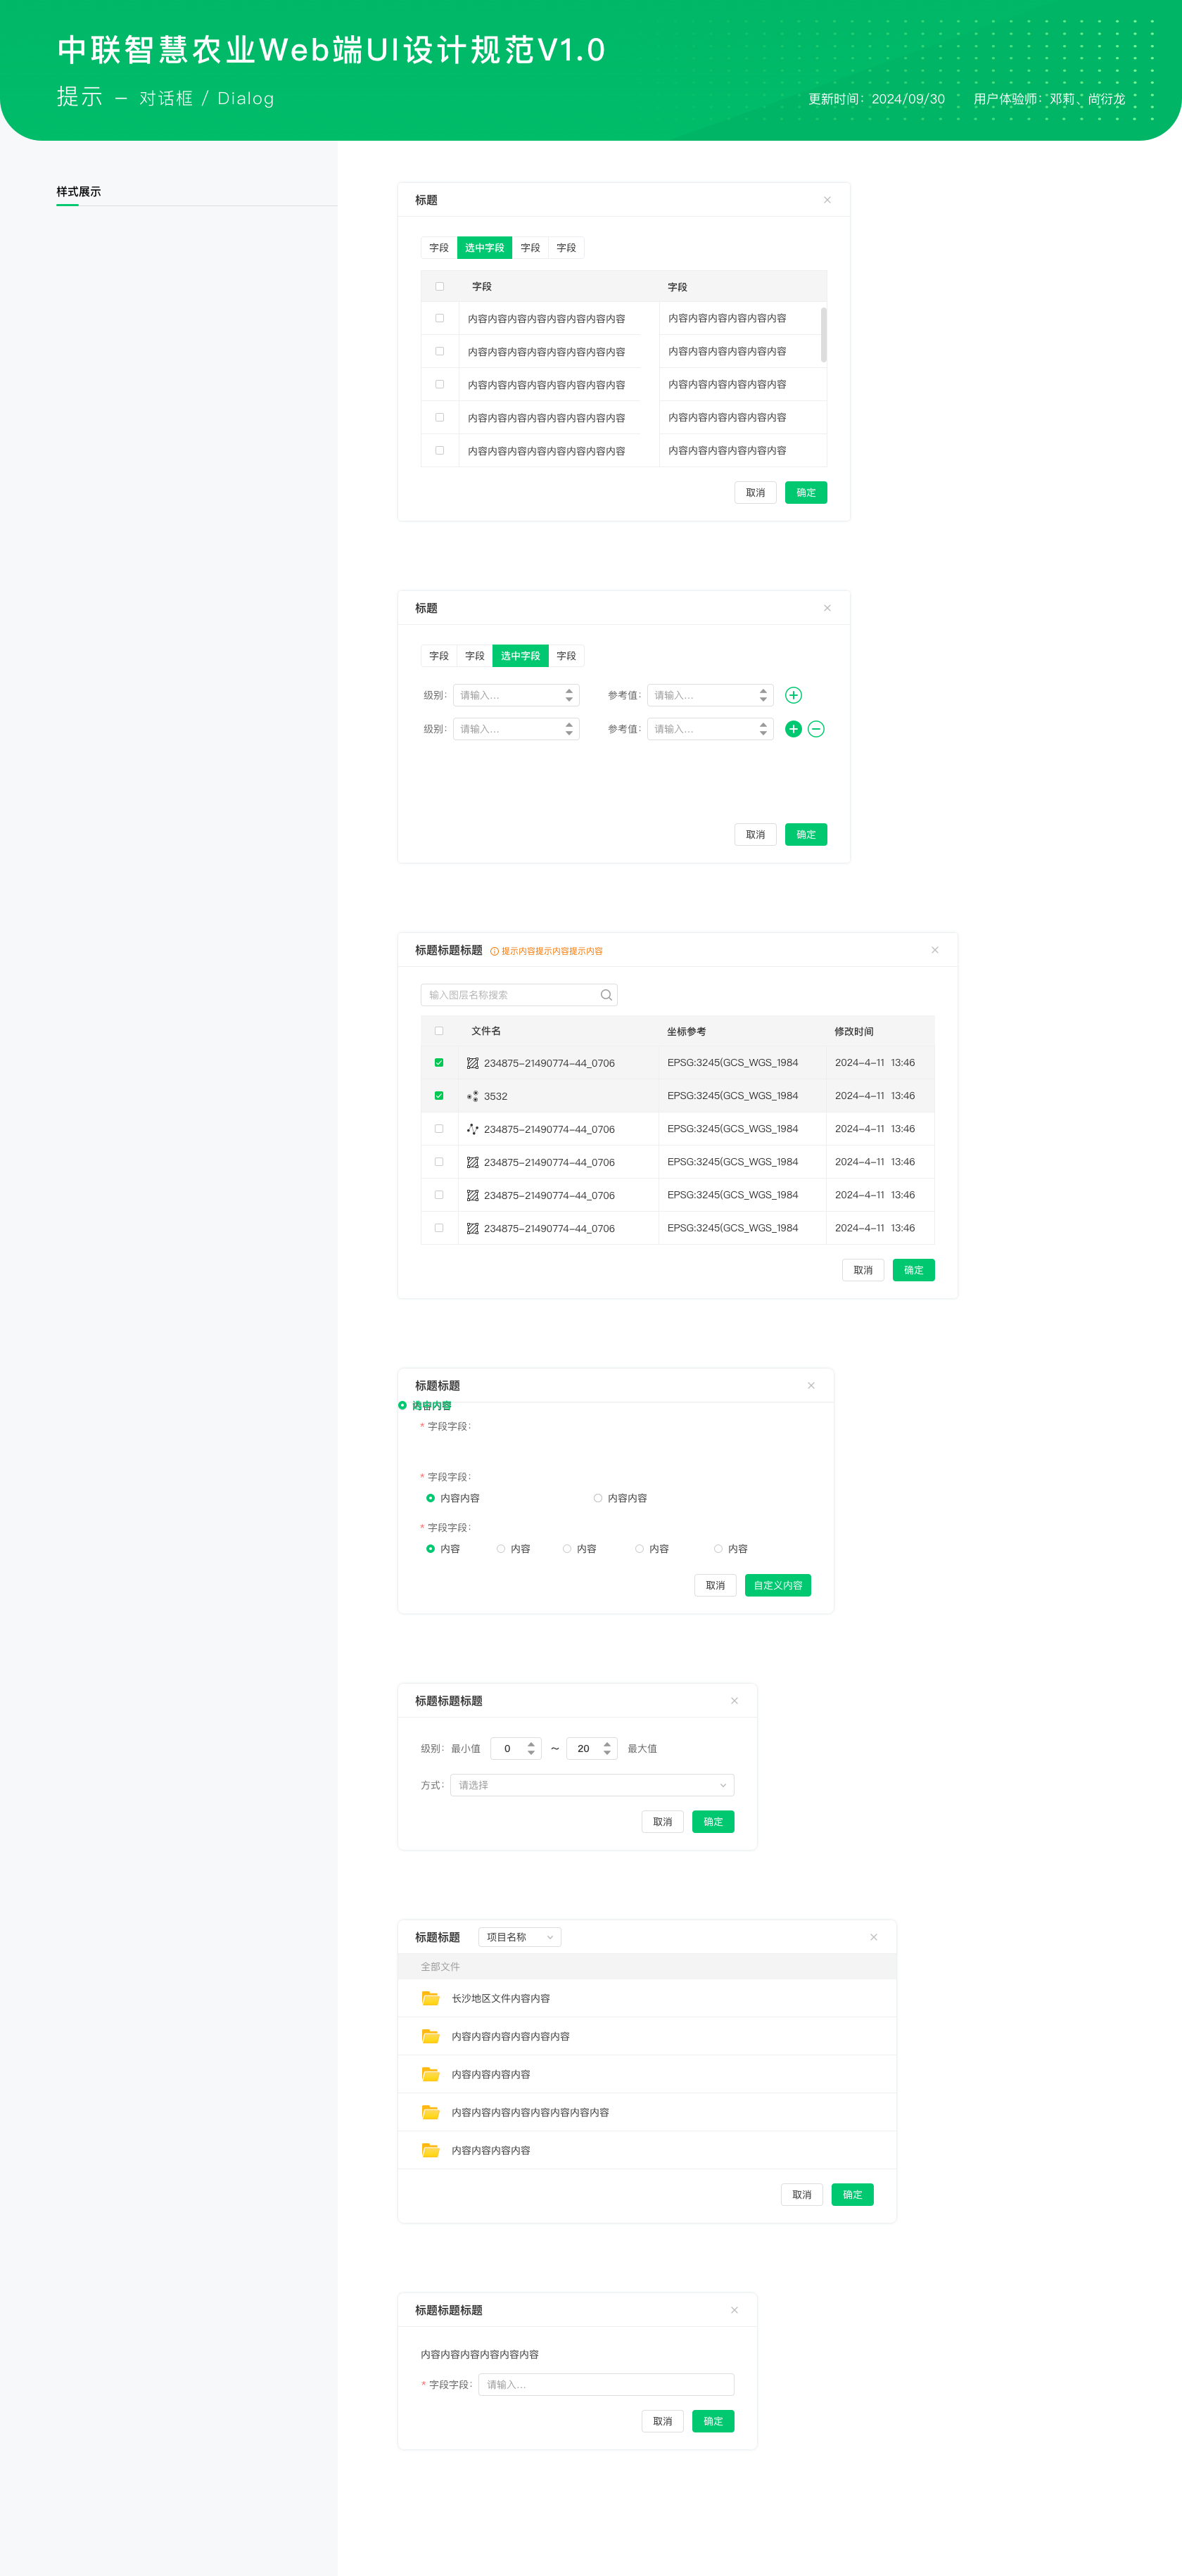 中联智慧农业Web端UI设计规范V1.0
提示 - 对话框 / Dialog
更新时间：2024/09/30 用户体验师：邓莉、尚衍龙
样式展示
标题
字段 选中字段 字段 字段
字段 字段
内容内容内容内容内容内容内容内容 内容内容内容内容内容内容
内容内容内容内容内容内容内容内容 内容内容内容内容内容内容
内容内容内容内容内容内容内容内容 内容内容内容内容内容内容
内容内容内容内容内容内容内容内容 内容内容内容内容内容内容
内容内容内容内容内容内容内容内容 内容内容内容内容内容内容
取消 确定
标题
字段 字段 选中字段 字段
级别： 请输入... 参考值： 请输入...
级别： 请输入... 参考值： 请输入...
取消 确定
标题标题标题 提示内容提示内容提示内容
输入图层名称搜索
文件名 坐标参考 修改时间
234875-21490774-44_0706 EPSG:3245(GCS_WGS_1984 2024-4-11 13:46
3532 EPSG:3245(GCS_WGS_1984 2024-4-11 13:46
234875-21490774-44_0706 EPSG:3245(GCS_WGS_1984 2024-4-11 13:46
234875-21490774-44_0706 EPSG:3245(GCS_WGS_1984 2024-4-11 13:46
234875-21490774-44_0706 EPSG:3245(GCS_WGS_1984 2024-4-11 13:46
234875-21490774-44_0706 EPSG:3245(GCS_WGS_1984 2024-4-11 13:46
取消 确定
标题标题
内容
* 字段字段：
* 字段字段：
内容内容 内容内容
* 字段字段：
内容 内容 内容 内容 内容
取消 自定义内容
标题标题标题
级别： 最小值 0 ~ 20 最大值
方式： 请选择
取消 确定
标题标题 项目名称
全部文件
长沙地区文件内容内容
内容内容内容内容内容内容
内容内容内容内容
内容内容内容内容内容内容内容内容
内容内容内容内容
取消 确定
标题标题标题
内容内容内容内容内容内容
* 字段字段： 请输入...
取消 确定